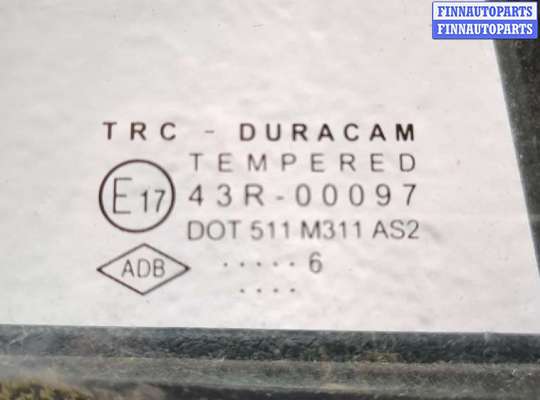 FINNAUTOPARTS
FINNAUTOPARTS
TRC - DURACAM
TEMPERED
E17 43R-00097
DOT 511 M311 AS2
ADB ..... 6
....